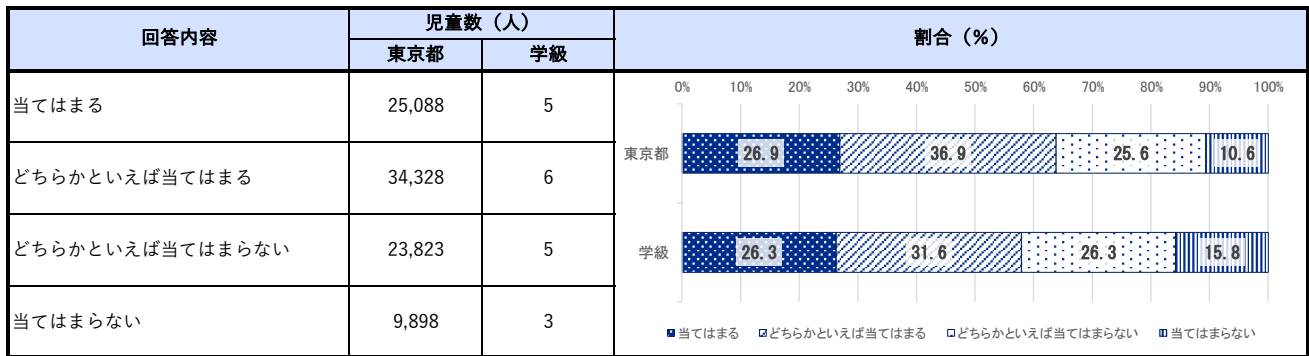 回答内容
児童数（人）
割合（％）
東京都
学級
当てはまる
25,088
5
どちらかといえば当てはまる
34,328
6
どちらかといえば当てはまらない
23,823
5
当てはまらない
9,898
3
0% 10% 20% 30% 40% 50% 60% 70% 80% 90% 100%
東京都 26.9 36.9 25.6 10.6
学級 26.3 31.6 26.3 15.8
当てはまる どちらかといえば当てはまる どちらかといえば当てはまらない 当てはまらない